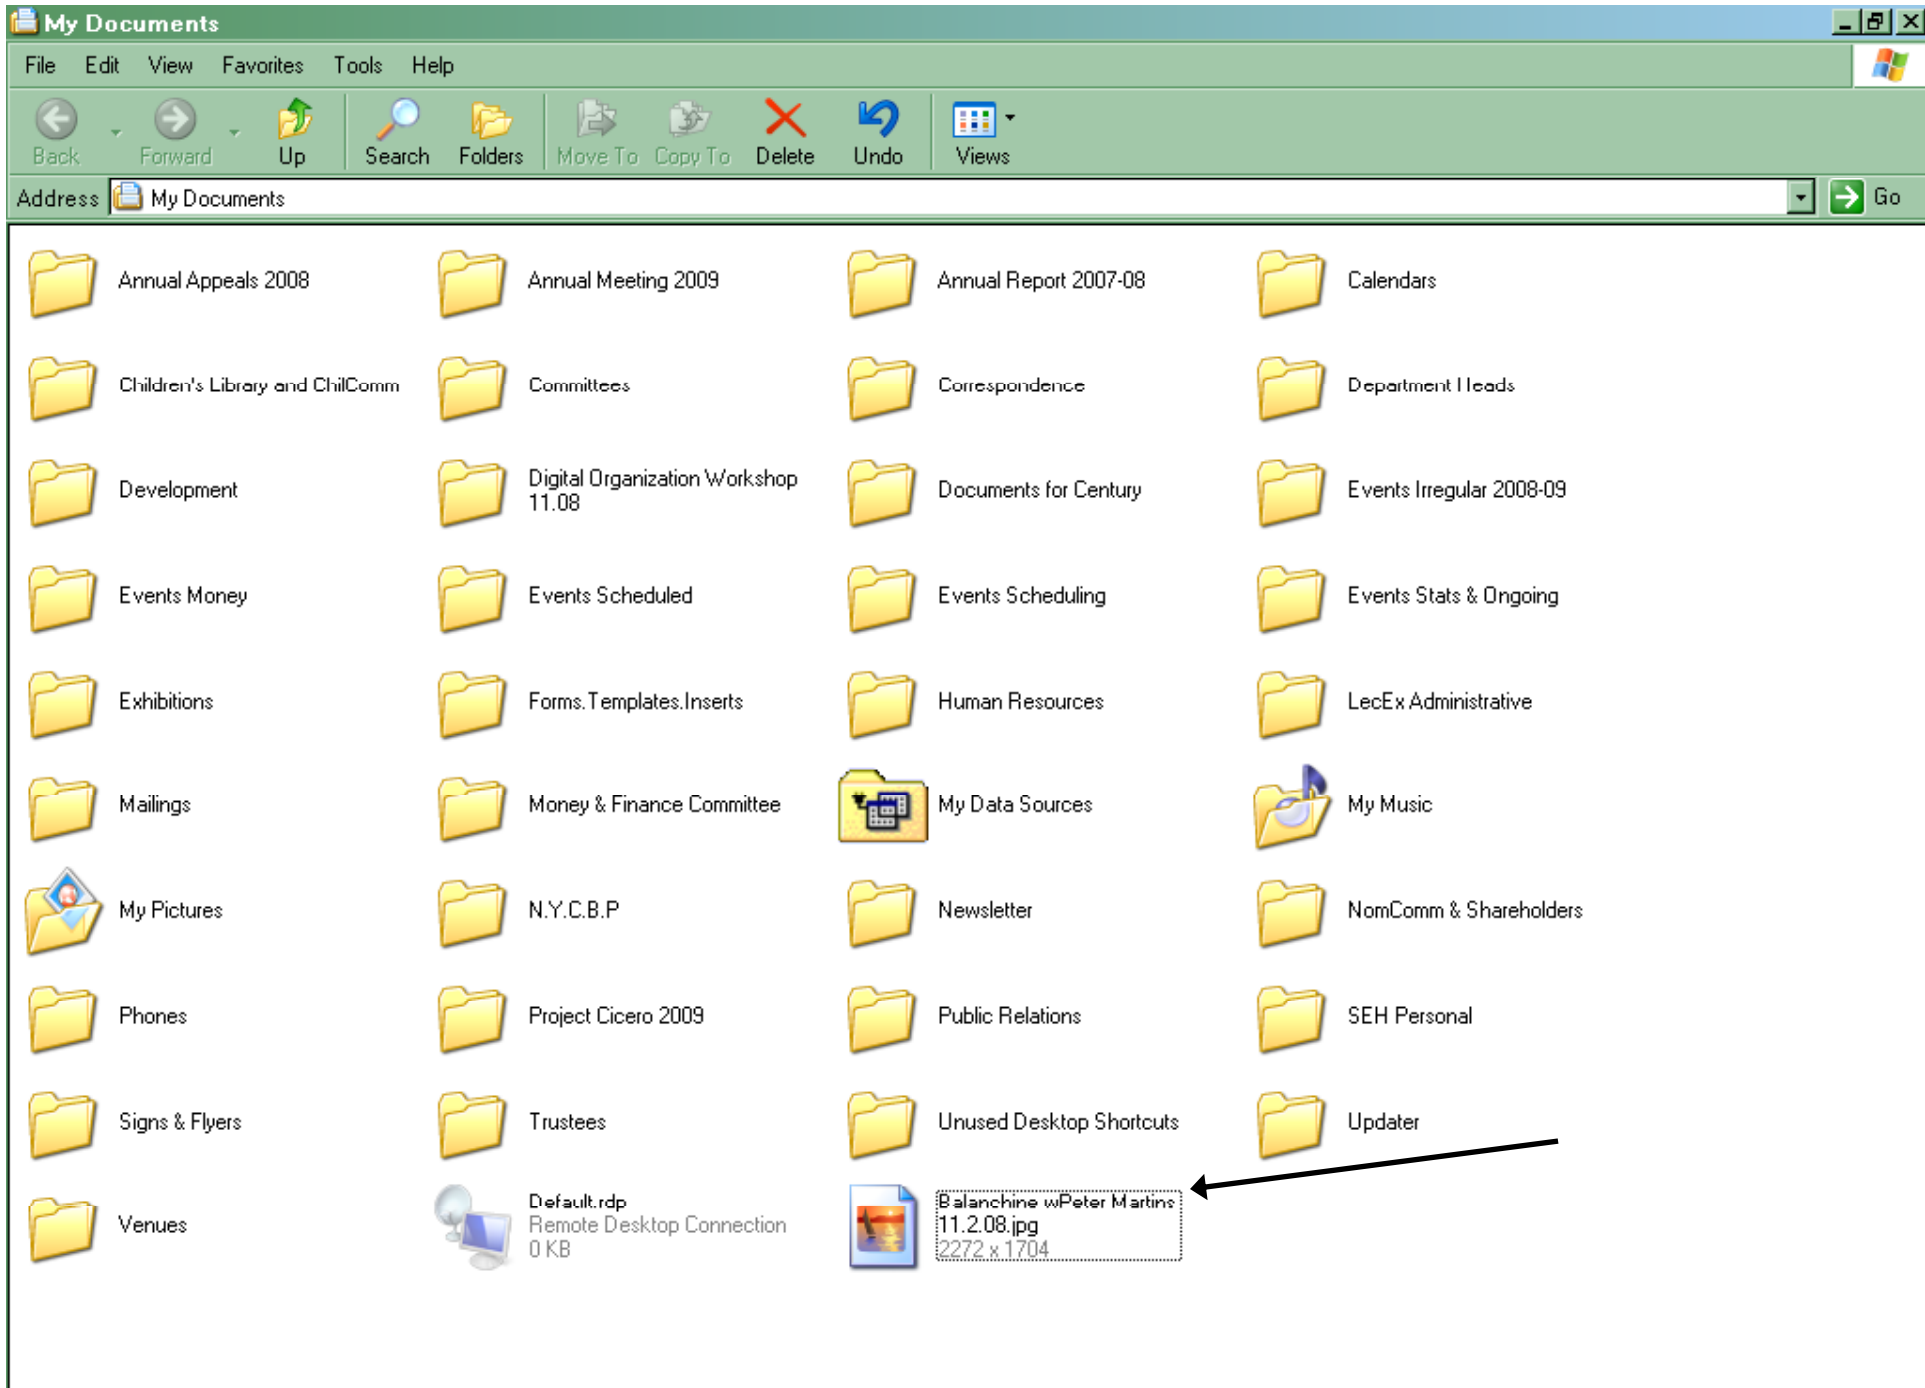 My Documents
File Edit View Favorites Tools Help
Back Forward Up Search Folders Move To Copy To Delete Undo Views
Address My Documents Go
Annual Appeals 2008 Annual Meeting 2009 Annual Report 2007-08 Calendars
Children's Library and ChilComm Committees Correspondence Department Heads
Development Digital Organization Workshop
11.08 Documents for Century Events Irregular 2008-09
Events Money Events Scheduled Events Scheduling Events Stats & Ongoing
Exhibitions Forms.Templates.Inserts Human Resources LecEx Administrative
Mailings Money & Finance Committee My Data Sources My Music
My Pictures N.Y.C.B.P Newsletter NomComm & Shareholders
Phones Project Cicero 2009 Public Relations SEH Personal
Signs & Flyers Trustees Unused Desktop Shortcuts Updater
Venues
Default.rdp
Remote Desktop Connection
0 KB
Balanchine wPeter Martins
11.2.08.jpg
2272 x 1704